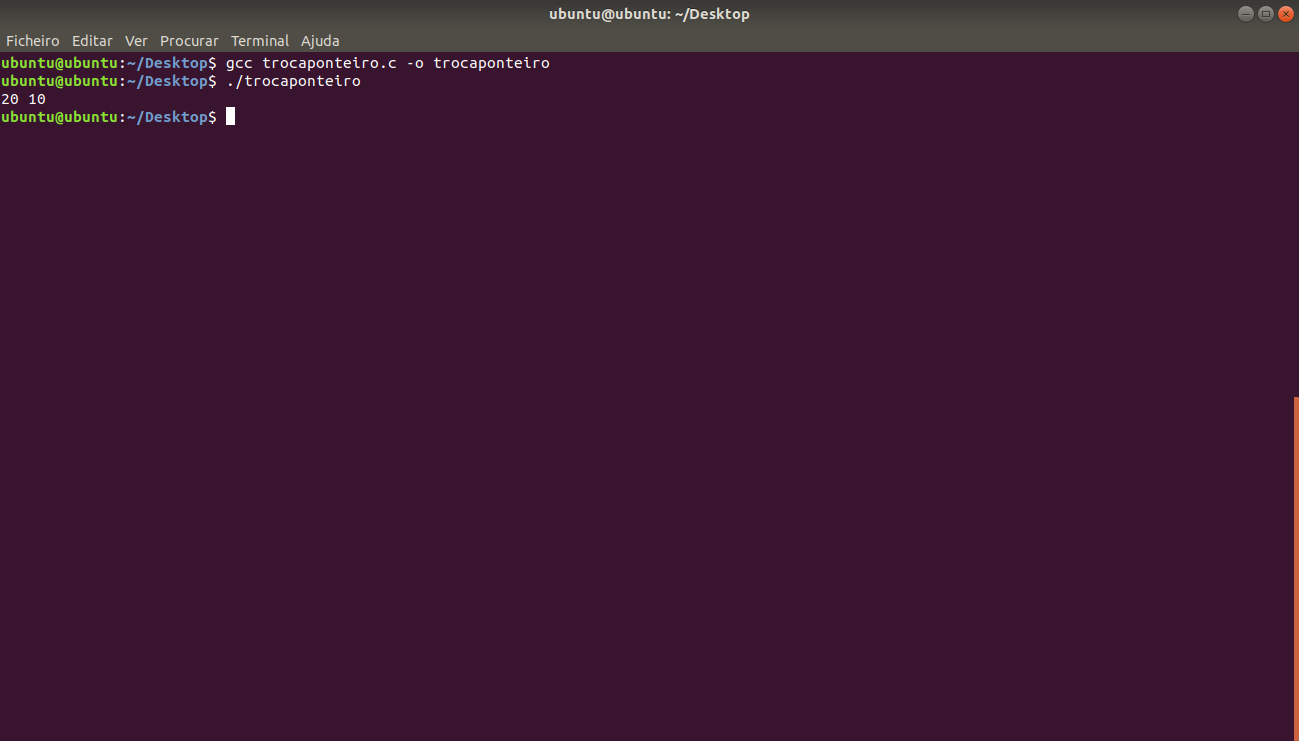 ubuntu@ubuntu: ~/Desktop
Ficheiro Editar Ver Procurar Terminal Ajuda
ubuntu@ubuntu:~/Desktop$ gcc trocaponteiro.c -o trocaponteiro
ubuntu@ubuntu:~/Desktop$ ./trocaponteiro
20 10
ubuntu@ubuntu:~/Desktop$